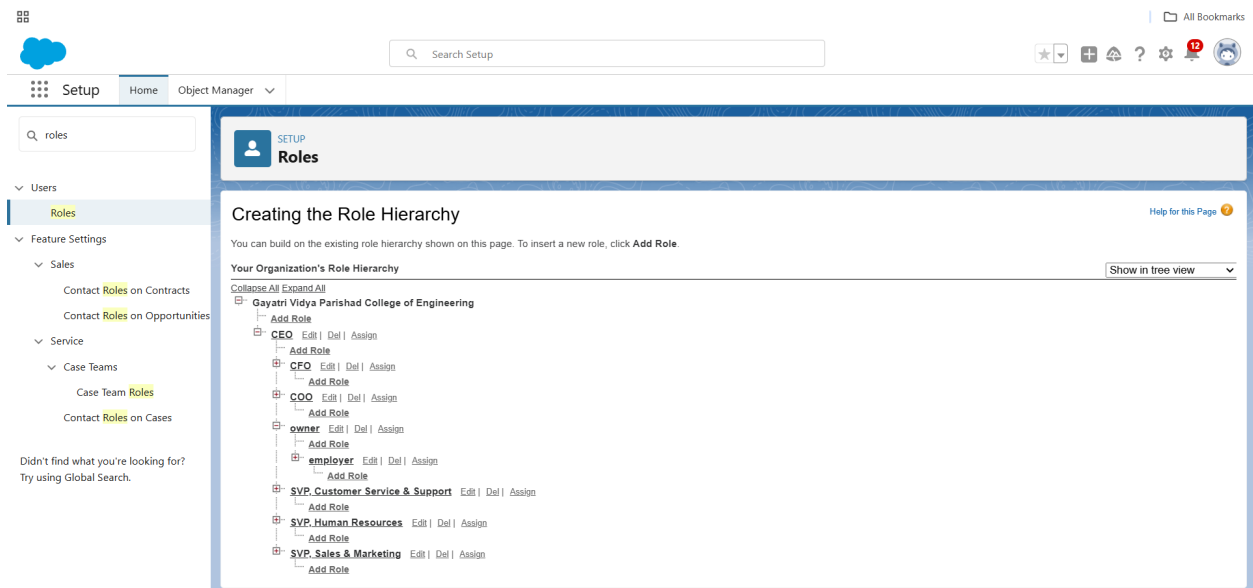 All Bookmarks
Search Setup
12
Setup
Home
Object Manager
roles
Users
Roles
Feature Settings
Sales
Contact Roles on Contracts
Contact Roles on Opportunities
Service
Case Teams
Case Team Roles
Contact Roles on Cases
Didn't find what you're looking for?
Try using Global Search.
SETUP
Roles
Creating the Role Hierarchy
Help for this Page ?
You can build on the existing role hierarchy shown on this page. To insert a new role, click Add Role.
Your Organization's Role Hierarchy
Show in tree view
Collapse All Expand All
Gayatri Vidya Parishad College of Engineering
Add Role
CEO Edit | Del | Assign
Add Role
CFO Edit | Del | Assign
Add Role
COO Edit | Del | Assign
Add Role
owner Edit | Del | Assign
Add Role
employer Edit | Del | Assign
Add Role
SVP, Customer Service & Support Edit | Del | Assign
Add Role
SVP, Human Resources Edit | Del | Assign
Add Role
SVP, Sales & Marketing Edit | Del | Assign
Add Role